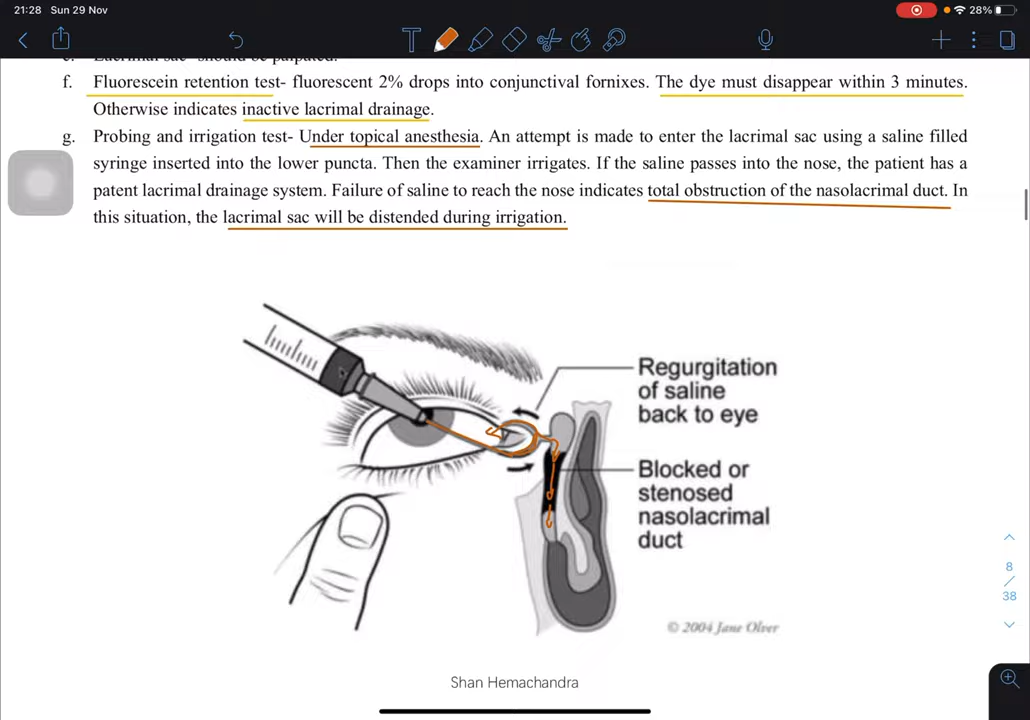 21:28 Sun 29 Nov
28%
e. Lacrimal sac- should be palpated.
f. Fluorescein retention test- fluorescent 2% drops into conjunctival fornixes. The dye must disappear within 3 minutes.
Otherwise indicates inactive lacrimal drainage.
g. Probing and irrigation test- Under topical anesthesia. An attempt is made to enter the lacrimal sac using a saline filled
syringe inserted into the lower puncta. Then the examiner irrigates. If the saline passes into the nose, the patient has a
patent lacrimal drainage system. Failure of saline to reach the nose indicates total obstruction of the nasolacrimal duct. In
this situation, the lacrimal sac will be distended during irrigation.
Regurgitation
of saline
back to eye
Blocked or
stenosed
nasolacrimal
duct
8
/
38
© 2004 Jane Olver
Shan Hemachandra